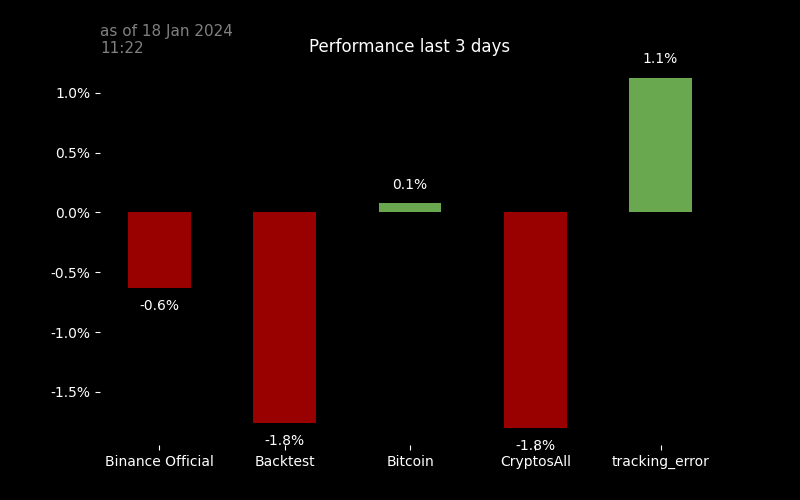 as of 18 Jan 2024
11:22
Performance last 3 days
1.1%
1.0%
0.5%
0.1%
0.0%
-0.5%
-0.6%
-1.0%
-1.5%
-1.8%
-1.8%
Binance Official
Backtest
Bitcoin
CryptosAll
tracking_error